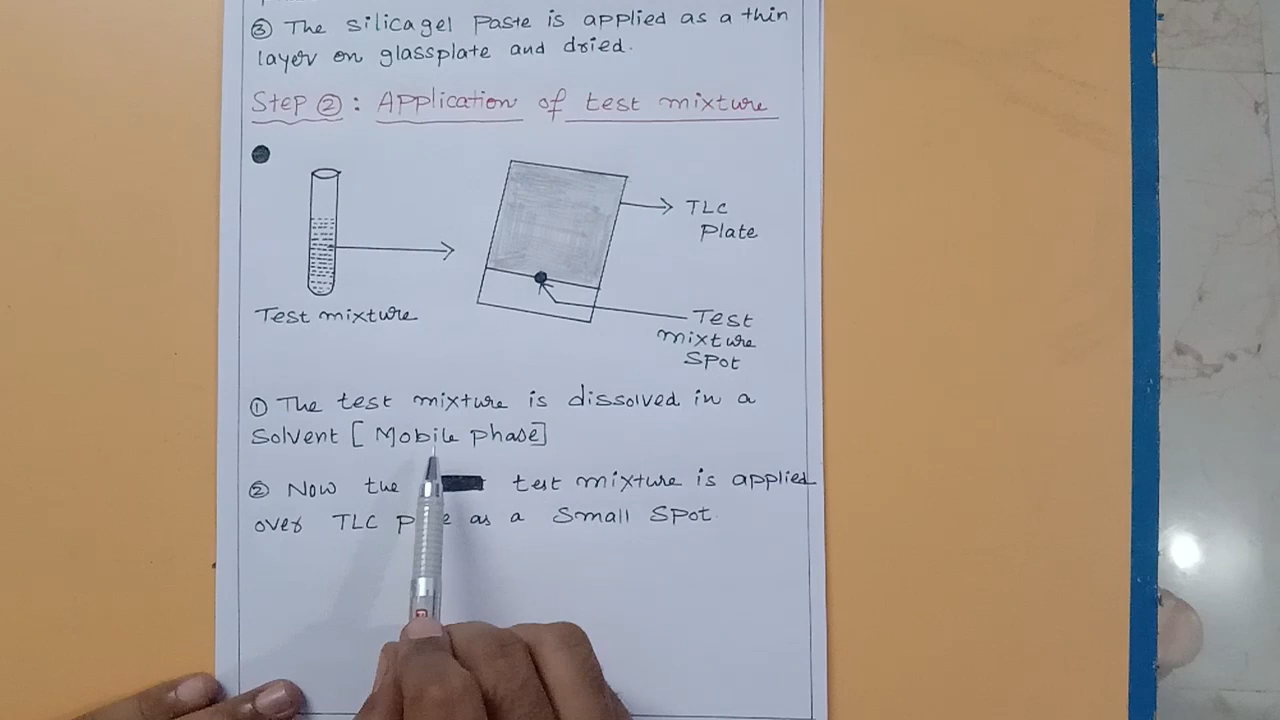 ③ The silicagel Paste is applied as a thin
layer on glassplate and dried.
Step ② : Application of test mixture
TLC
Plate
Test mixture
Test
mixture
Spot
① The test mixture is dissolved in a
Solvent [ Mobile phase]
② Now the test mixture is applied
over TLC as a Small Spot.